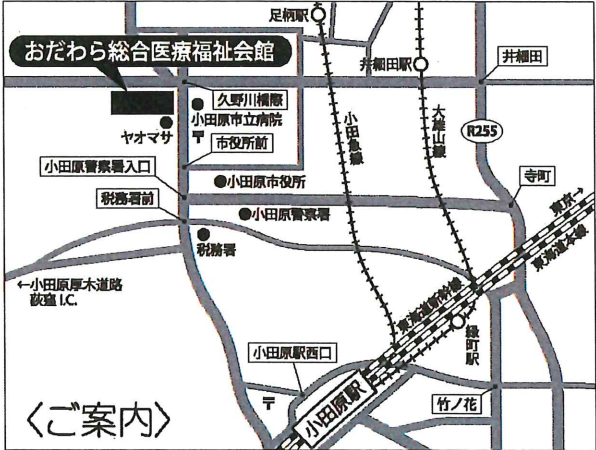 足柄駅
おだわら総合医療福祉会館
井細田駅
井細田
久野川橋際
小田原市立病院
〒
ヤオマサ
市役所前
小田急線
大雄山線
R255
小田原警察署入口
小田原市役所
寺町
税務署前
小田原警察署
東京→
税務署
東海道本線
←小田原厚木道路
荻窪I.C.
東海道新幹線
緑町駅
小田原駅西口
〒
小田原駅
竹ノ花
〈ご案内〉